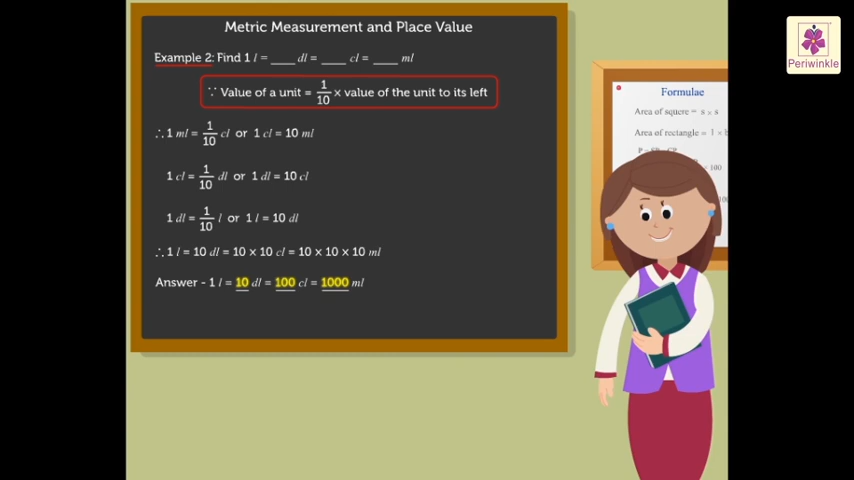 Metric Measurement and Place Value
Example 2: Find 1 l = ____ dl = ____ cl = ____ ml
∵ Value of a unit = 1/10 × value of the unit to its left
∴ 1 ml = 1/10 cl or 1 cl = 10 ml
1 cl = 1/10 dl or 1 dl = 10 cl
1 dl = 1/10 l or 1 l = 10 dl
∴ 1 l = 10 dl = 10 × 10 cl = 10 × 10 × 10 ml
Answer - 1 l = 10 dl = 100 cl = 1000 ml
Periwinkle
Formulae
Area of squere = s × s
Area of rectangle = l × b